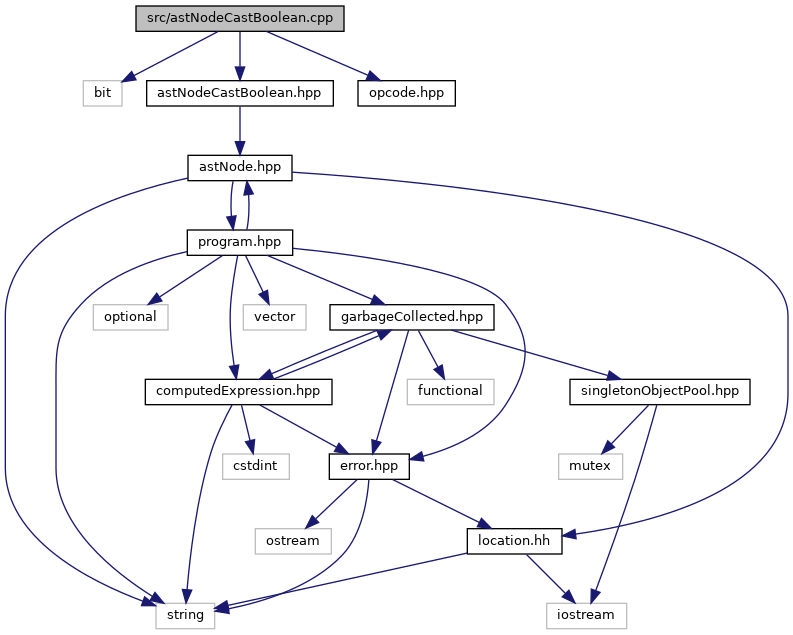 src/astNodeCastBoolean.cpp
bit
astNodeCastBoolean.hpp
opcode.hpp
astNode.hpp
program.hpp
optional
vector
garbageCollected.hpp
computedExpression.hpp
functional
singletonObjectPool.hpp
cstdint
error.hpp
mutex
ostream
location.hh
string
iostream